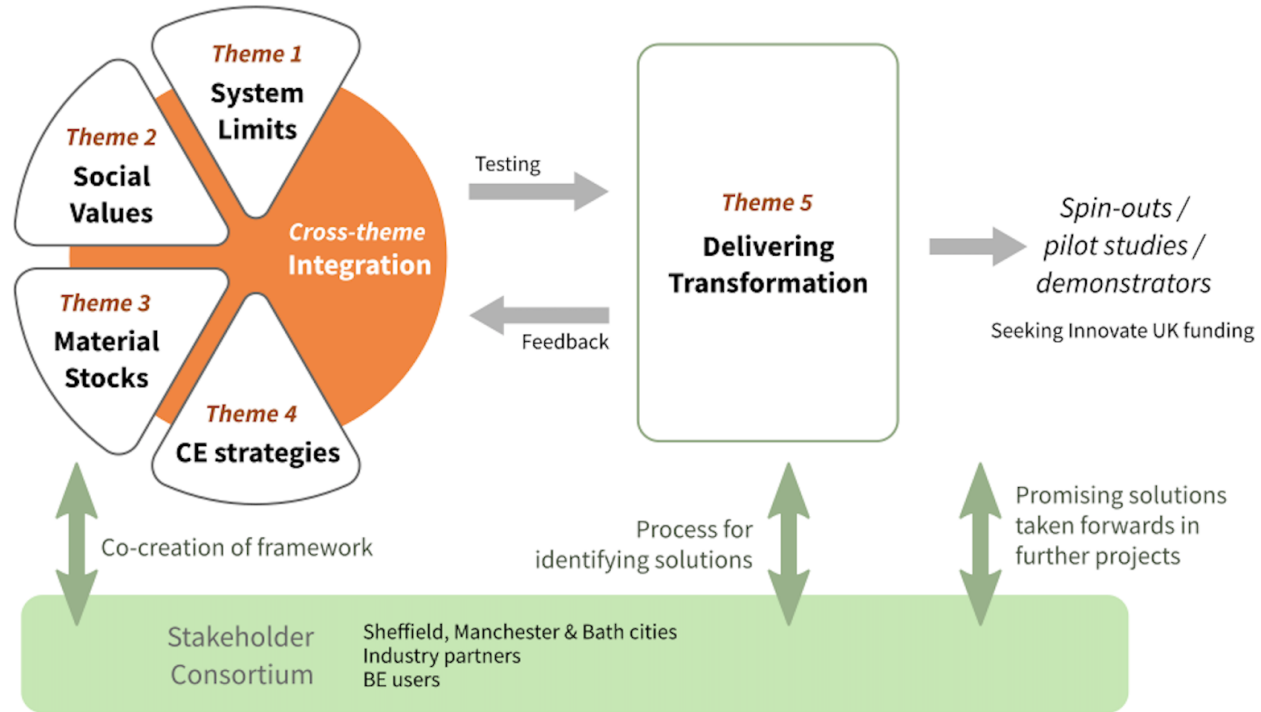 Theme 1
System
Limits
Theme 2
Social
Values
Cross-theme
Integration
Theme 3
Material
Stocks
Theme 4
CE strategies
Testing
Feedback
Theme 5
Delivering
Transformation
Spin-outs /
pilot studies /
demonstrators
Seeking Innovate UK funding
Co-creation of framework
Process for
identifying solutions
Promising solutions
taken forwards in
further projects
Stakeholder
Consortium
Sheffield, Manchester & Bath cities
Industry partners
BE users